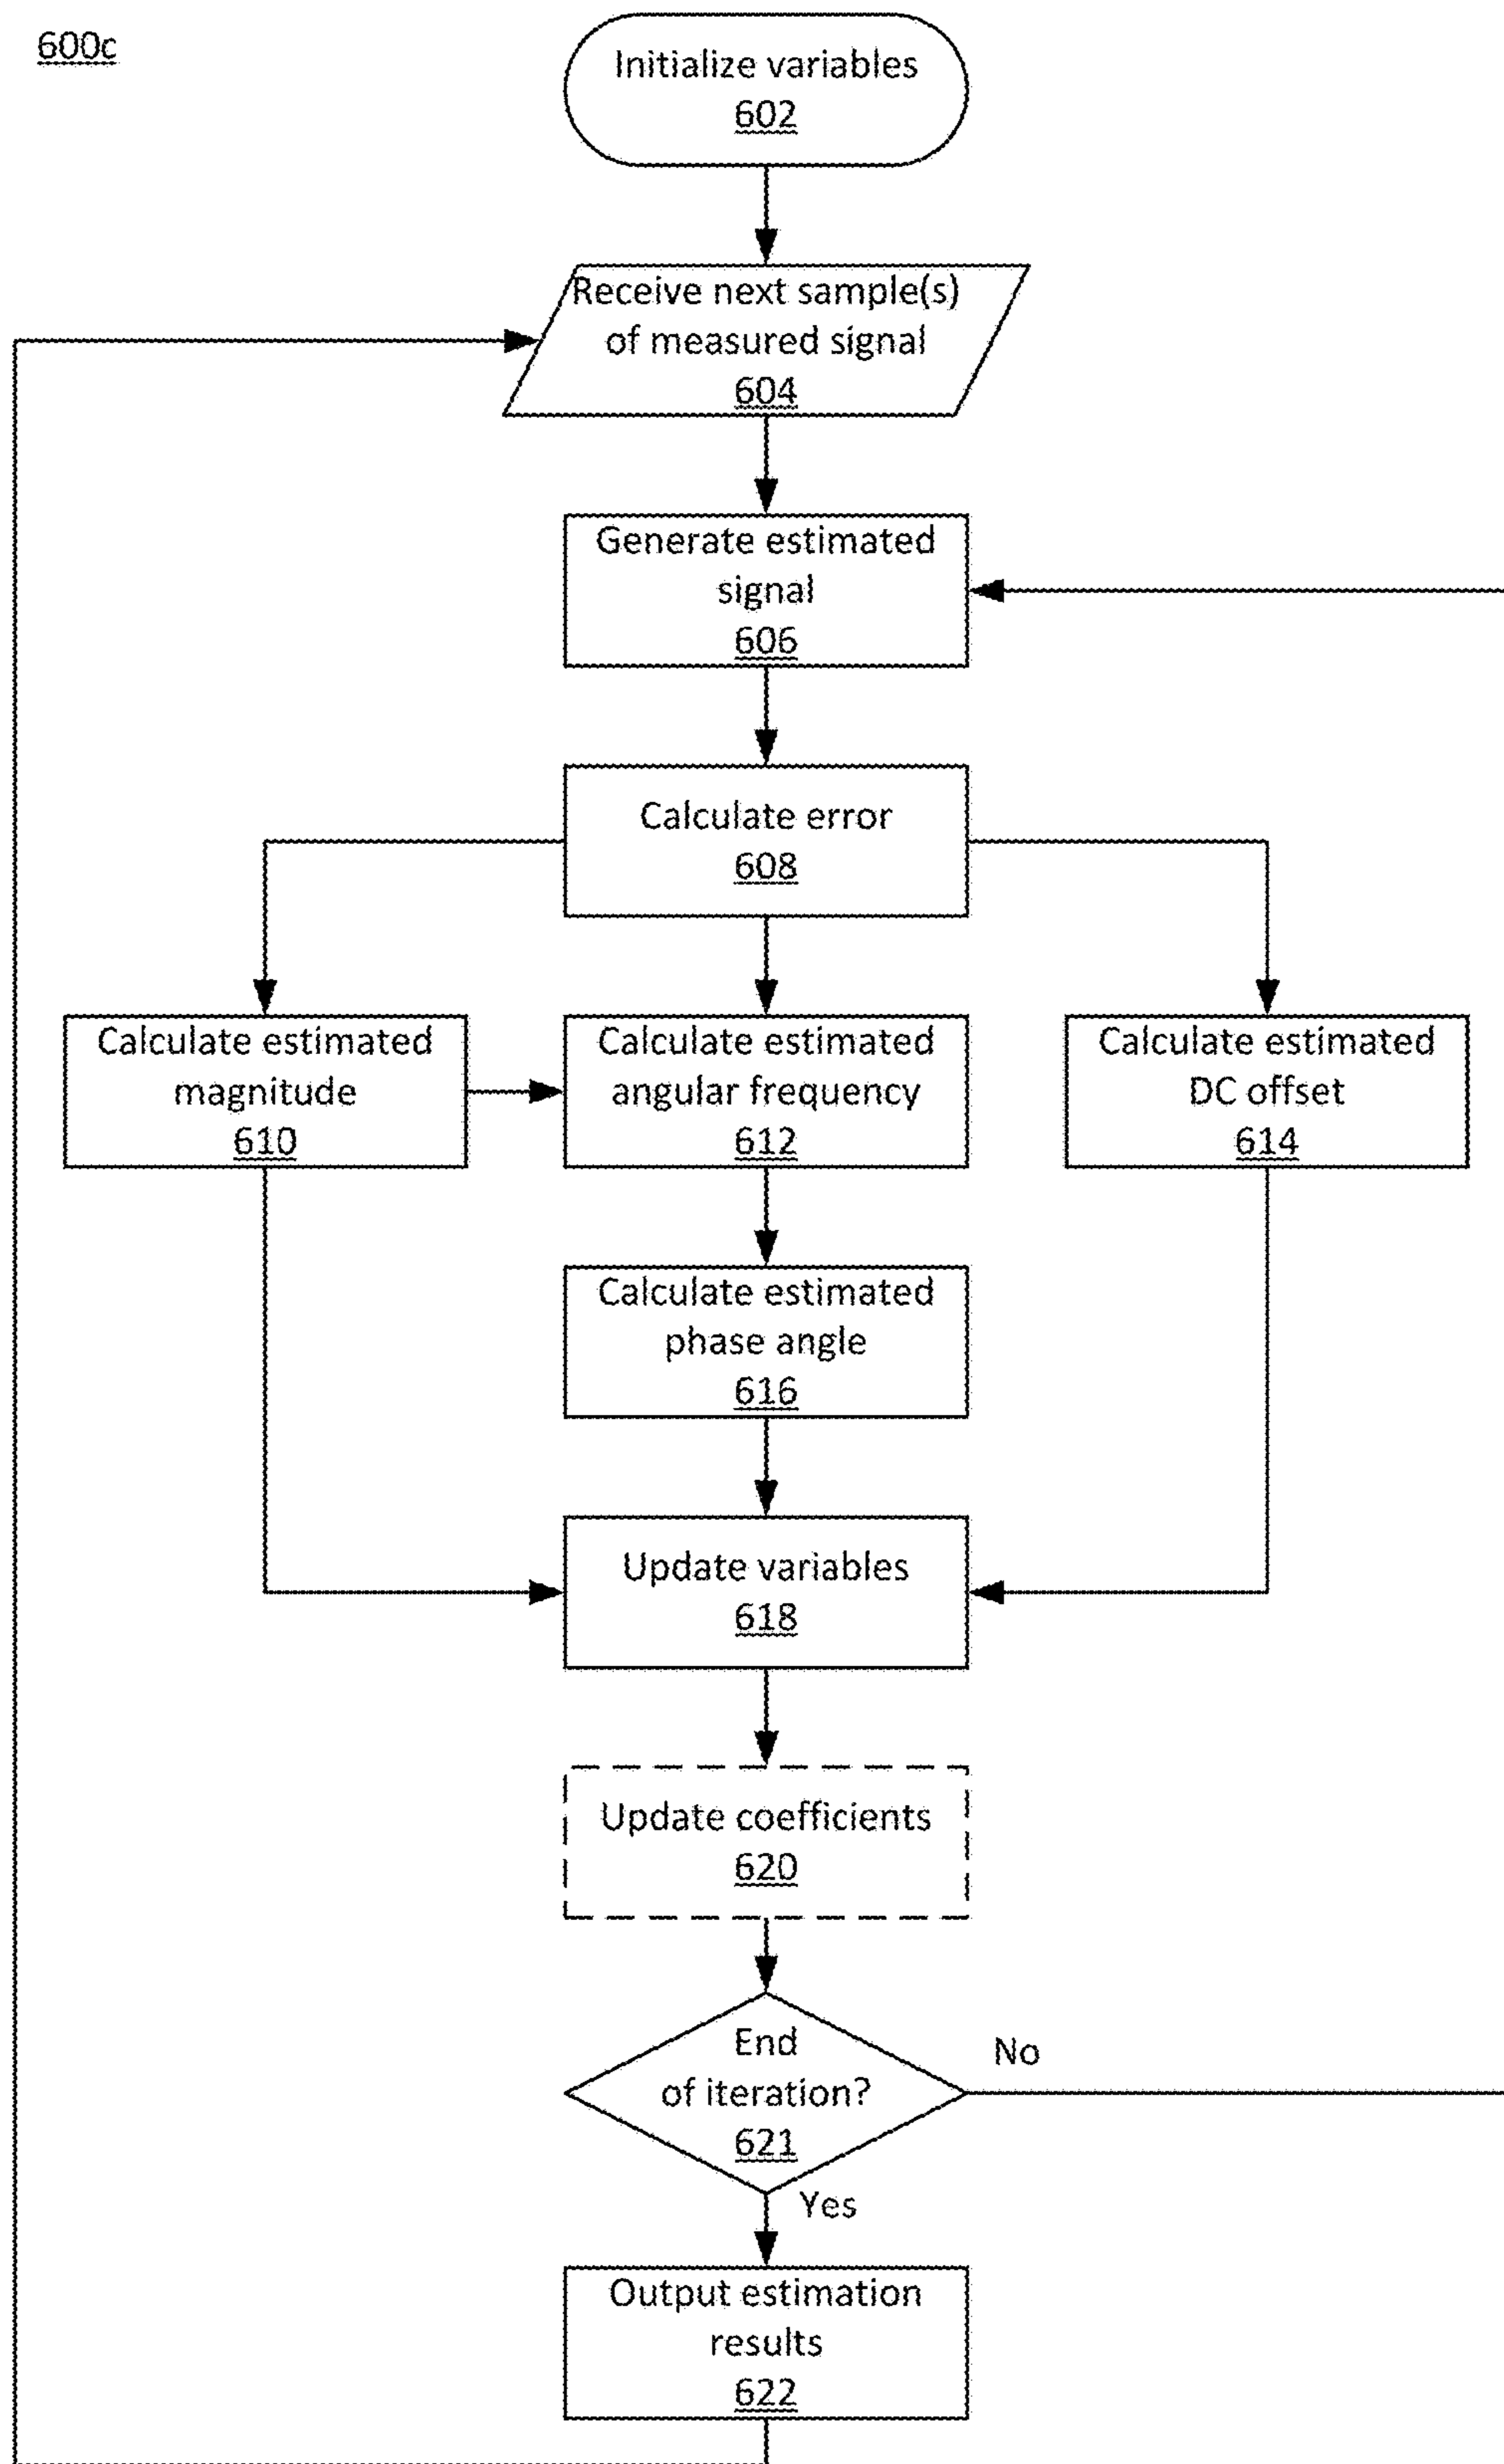 600c
Initialize variables
602
Receive next sample(s)
of measured signal
604
Generate estimated
signal
606
Calculate error
608
Calculate estimated
magnitude
610
Calculate estimated
angular frequency
612
Calculate estimated
DC offset
614
Calculate estimated
phase angle
616
Update variables
618
Update coefficients
620
End
of iteration?
621
No
Yes
Output estimation
results
622